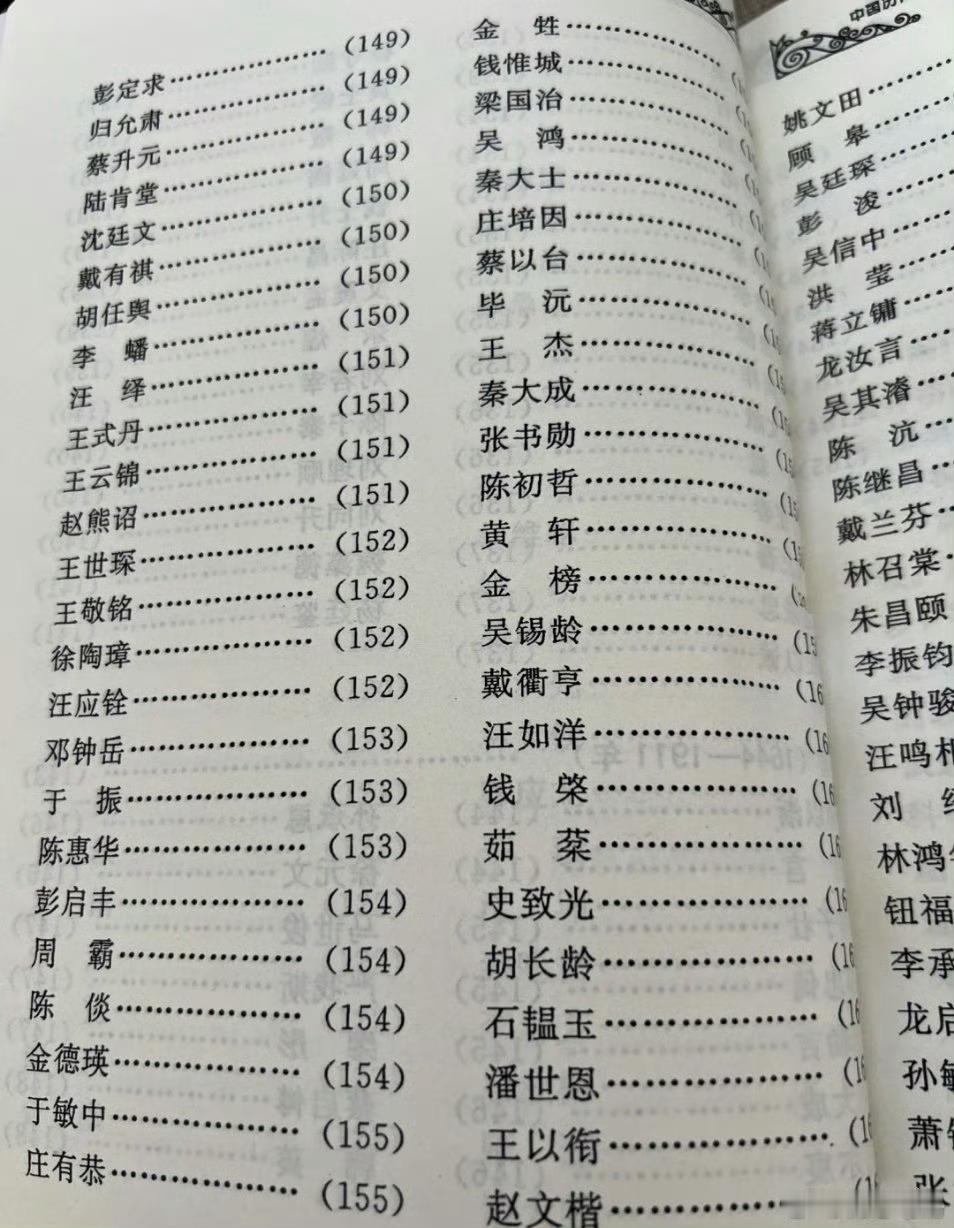 彭定求……………………(149)
归允肃……………………(149)
蔡升元……………………(149)
陆肯堂……………………(149)
沈廷文……………………(150)
戴有祺……………………(150)
胡任舆……………………(150)
李 蟠……………………(150)
汪 绎……………………(151)
王式丹……………………(151)
王云锦……………………(151)
赵熊诏……………………(151)
王世琛……………………(152)
王敬铭……………………(152)
徐陶璋……………………(152)
汪应铨……………………(152)
邓钟岳……………………(153)
于 振……………………(153)
陈惠华……………………(153)
彭启丰……………………(154)
周 霸……………………(154)
陈 倓……………………(154)
金德瑛……………………(154)
于敏中……………………(155)
庄有恭……………………(155)
金 甡……………………
钱惟城……………………
梁国治……………………
吴 鸿……………………
秦大士……………………
庄培因……………………
蔡以台……………………
毕 沅……………………
王 杰……………………
秦大成……………………
张书勋……………………
陈初哲……………………
黄 轩……………………
金 榜……………………
吴锡龄……………………
戴衢亨……………………
汪如洋……………………
钱 棨……………………
茹 棻……………………
史致光……………………
胡长龄……………………
石韫玉……………………
潘世恩……………………
王以衔……………………
赵文楷……………………
中国历
姚文田………
顾 皋………
吴廷琛………
彭 浚………
吴信中………
洪 莹………
蒋立镛………
龙汝言………
吴其濬………
陈 沆………
陈继昌………
戴兰芬………
林召棠…
朱昌颐
李振钧
吴钟骏
汪鸣
刘
林鸿
钮福
李承
龙启
孙敏
萧
张